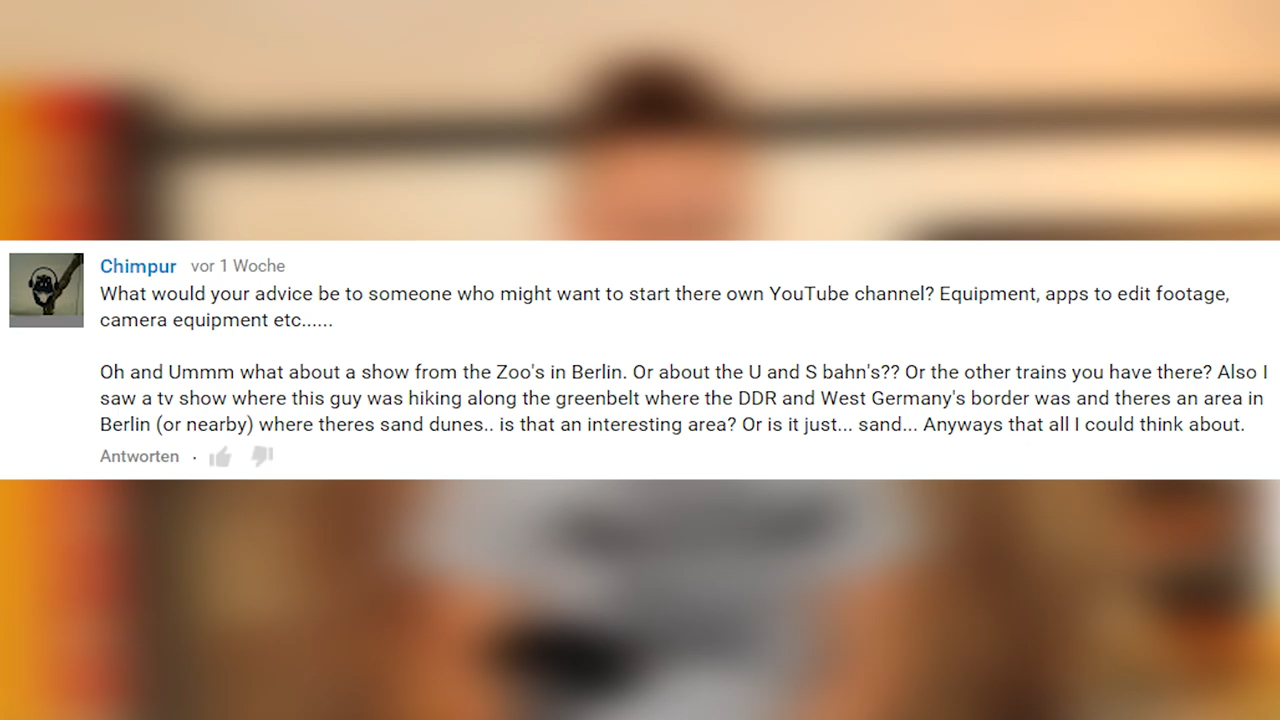 Chimpur vor 1 Woche
What would your advice be to someone who might want to start there own YouTube channel? Equipment, apps to edit footage,
camera equipment etc......
Oh and Ummm what about a show from the Zoo's in Berlin. Or about the U and S bahn's?? Or the other trains you have there? Also I
saw a tv show where this guy was hiking along the greenbelt where the DDR and West Germany's border was and theres an area in
Berlin (or nearby) where theres sand dunes.. is that an interesting area? Or is it just... sand... Anyways that all I could think about.
Antworten ·